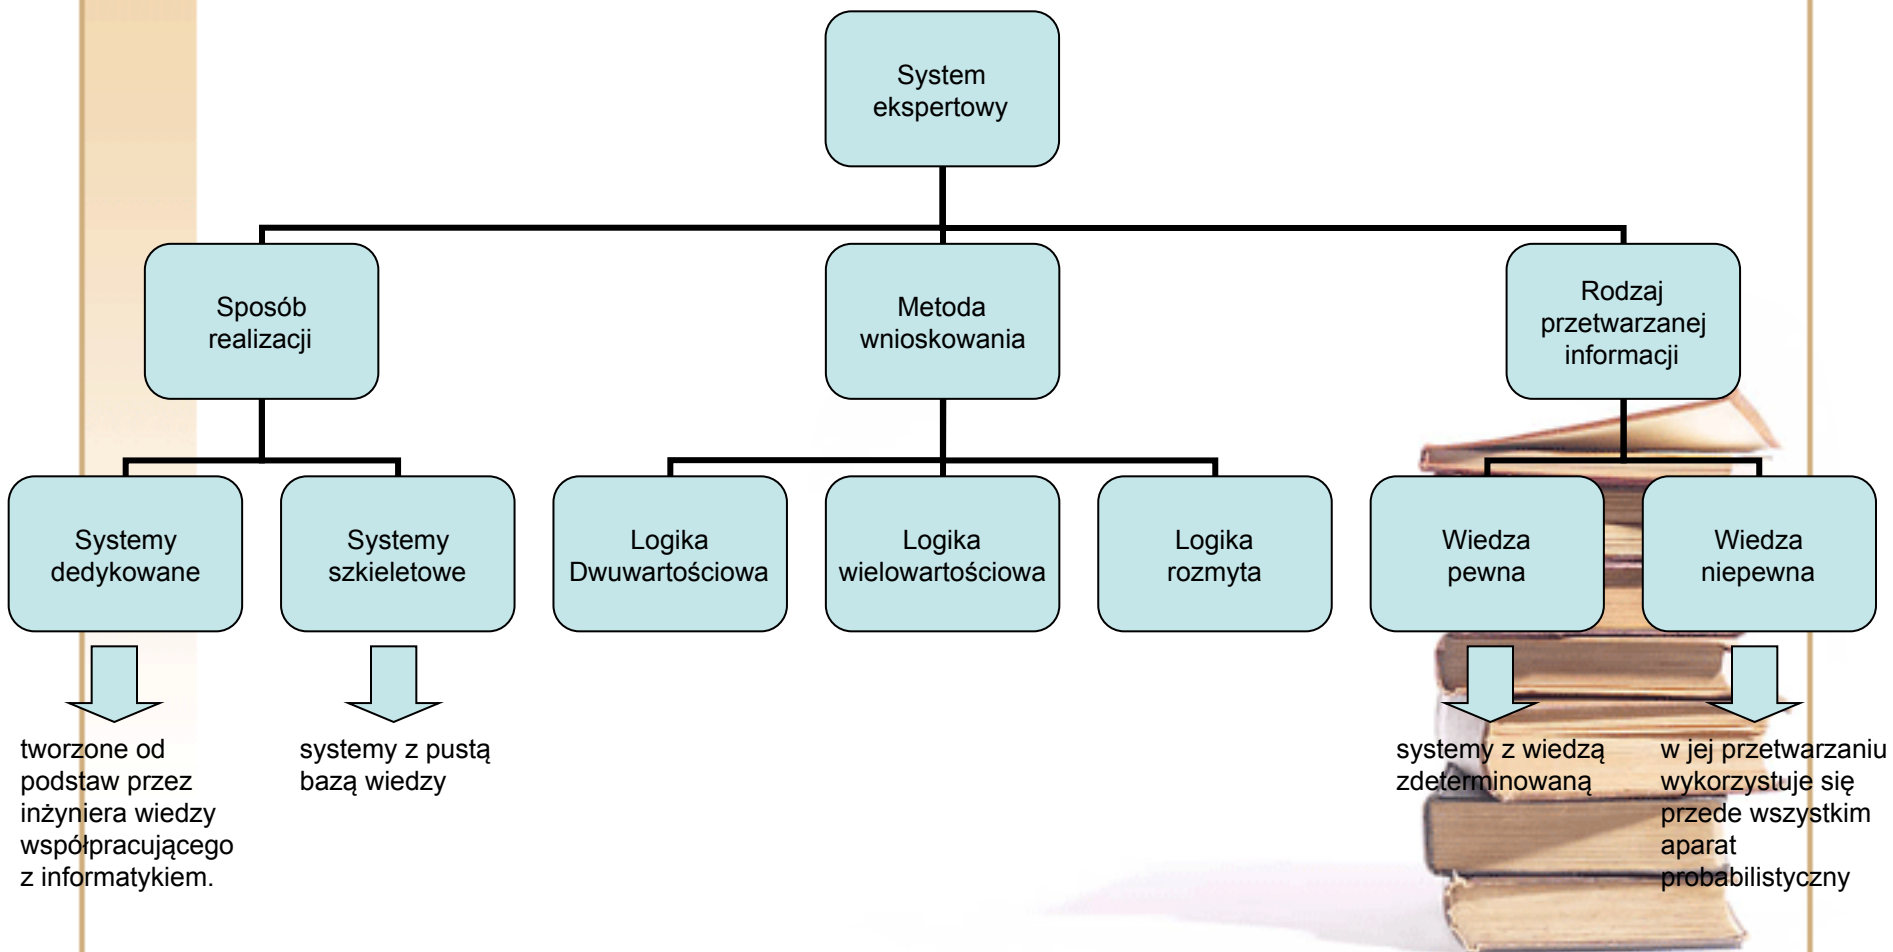 System
ekspertowy
Sposób
realizacji
Metoda
wnioskowania
Rodzaj
przetwarzanej
informacji
Systemy
dedykowane
Systemy
szkieletowe
Logika
Dwuwartościowa
Logika
wielowartościowa
Logika
rozmyta
Wiedza
pewna
Wiedza
niepewna
tworzone od
podstaw przez
inżyniera wiedzy
współpracującego
z informatykiem.
systemy z pustą
bazą wiedzy
systemy z wiedzą
zdeterminowaną
w jej przetwarzaniu
wykorzystuje się
przede wszystkim
aparat
probabilistyczny